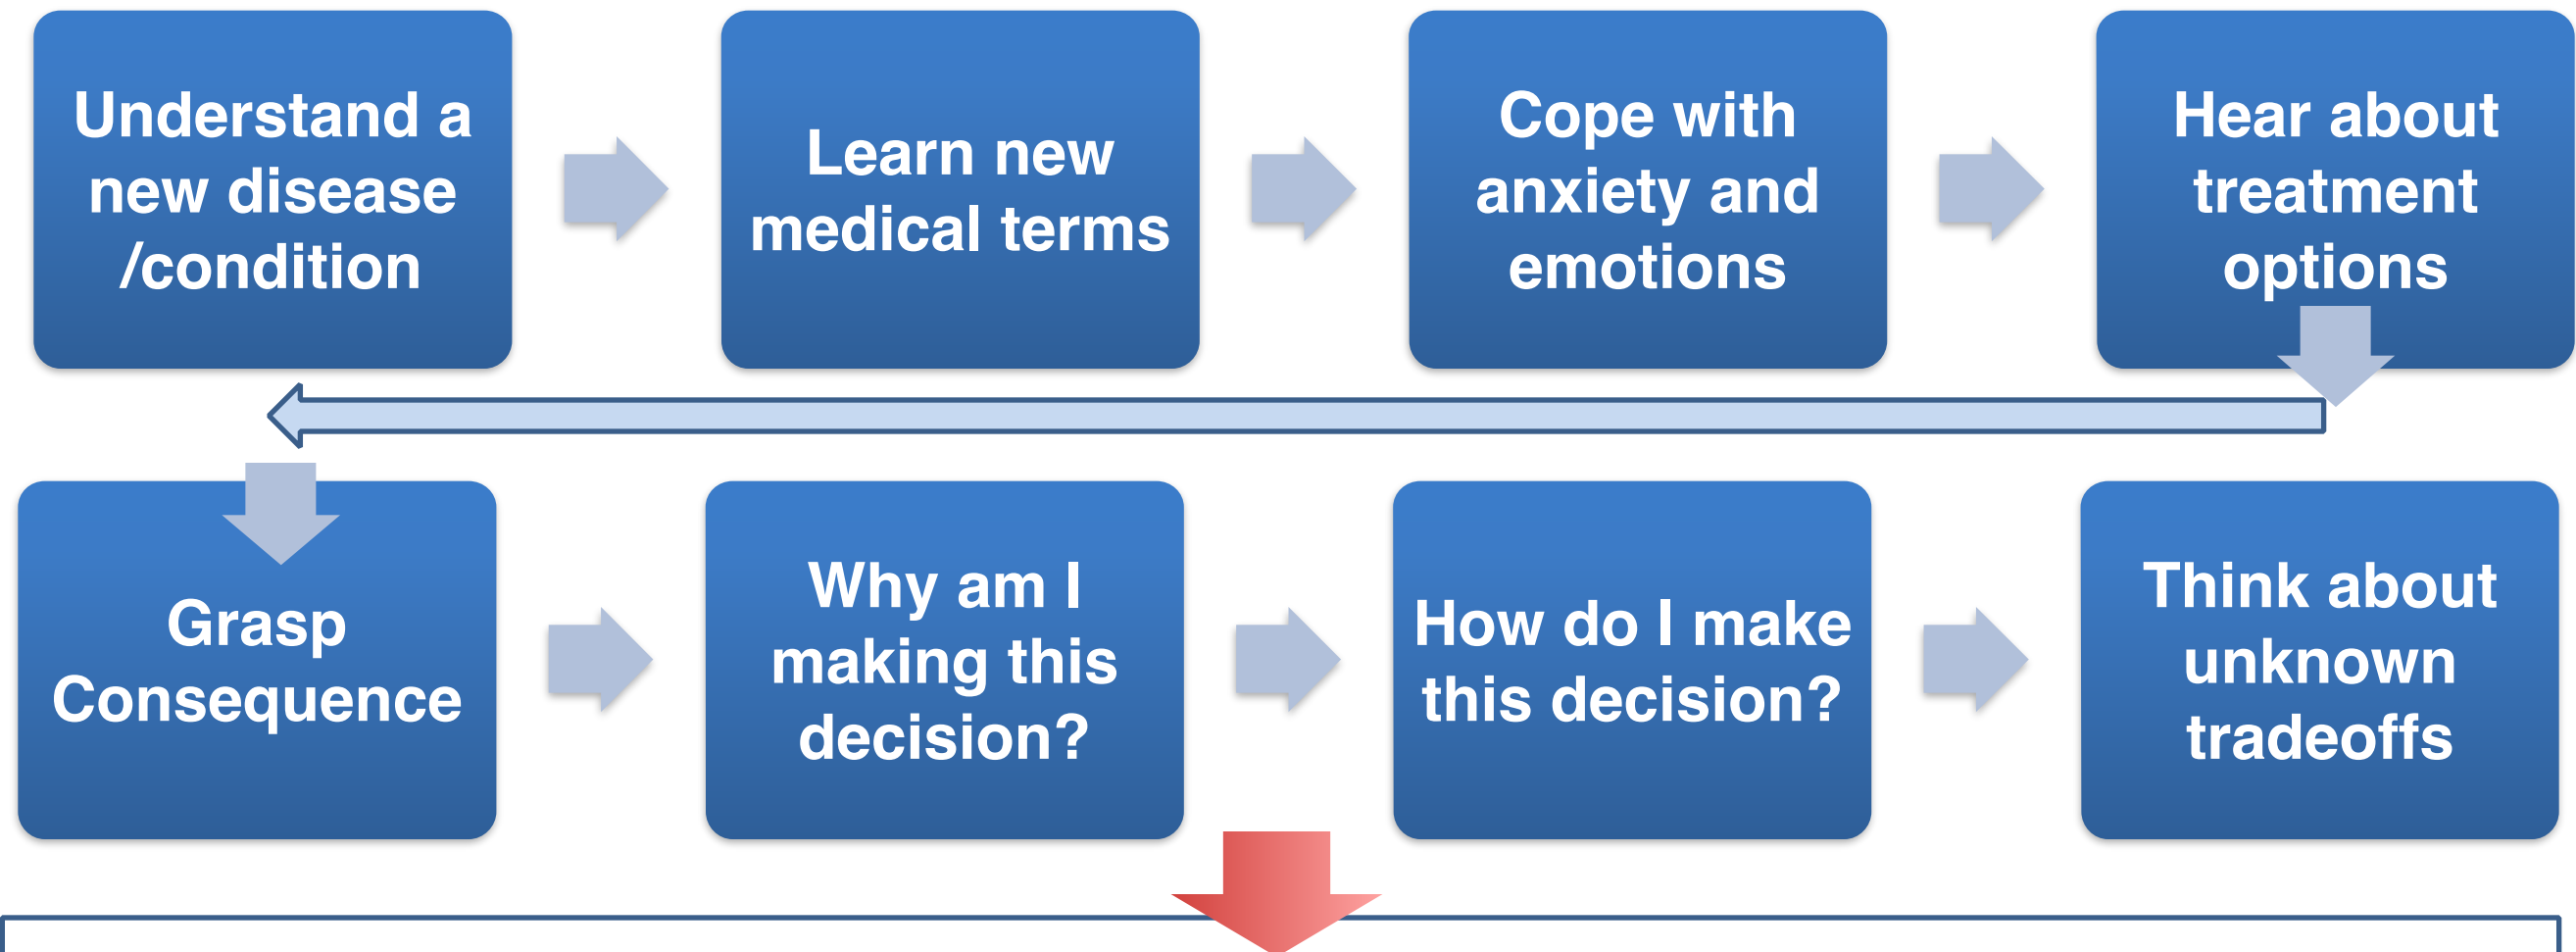 Understand a
new disease
/condition
Learn new
medical terms
Cope with
anxiety and
emotions
Hear about
treatment
options
Grasp
Consequence
Why am I
making this
decision?
How do I make
this decision?
Think about
unknown
tradeoffs